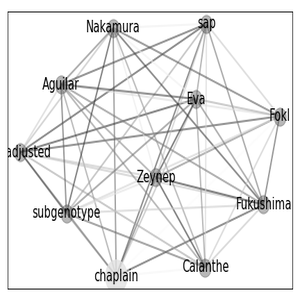 Nakamura
sap
Aguilar
Eva
Fokl
adjusted
Zeynep
subgenotype
Fukushima
Calanthe
chaplain